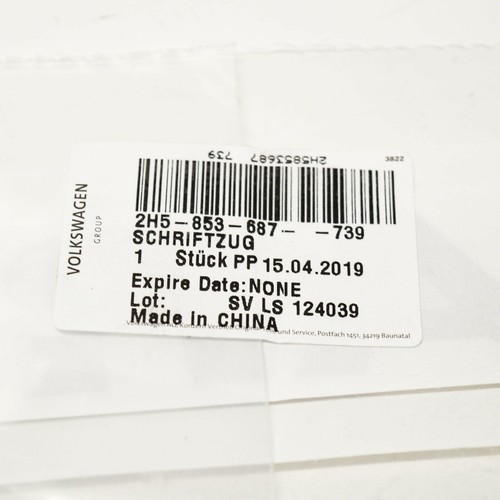 3822
2H5853687 739
2H5-853-687- -739
SCHRIFTZUG
1 Stück PP 15.04.2019
Expire Date:NONE
Lot: SV LS 124039
Made in CHINA
und Service, Postfach 1451, 34219 Baunatal
VOLKSWAGEN
GROUP